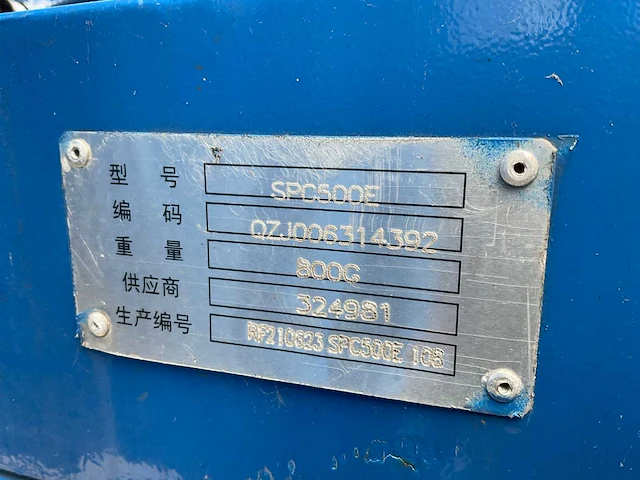 型号 SPC500E
编码 QZJ006314392
重量 800G
供应商 324981
生产编号 RP210623 SPC500E 108